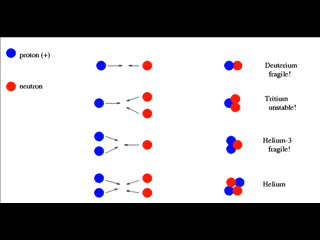 proton (+)
neutron
Deuterium
fragile!
Tritium
unstable!
Helium-3
fragile!
Helium